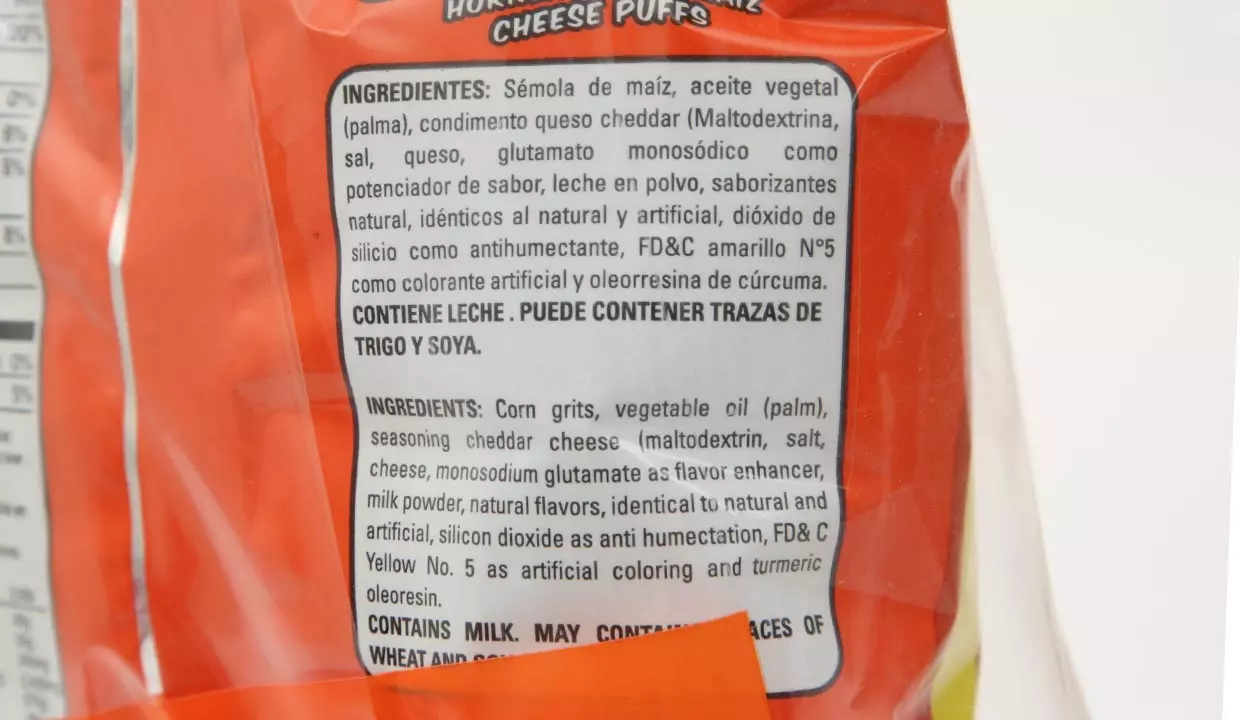 CHEESE PUFFS
INGREDIENTES: Sémola de maíz, aceite vegetal
(palma), condimento queso cheddar (Maltodextrina,
sal, queso, glutamato monosódico como
potenciador de sabor, leche en polvo, saborizantes
natural, idénticos al natural y artificial, dióxido de
silicio como antihumectante, FD&C amarillo N°5
como colorante artificial y oleorresina de cúrcuma.
CONTIENE LECHE . PUEDE CONTENER TRAZAS DE
TRIGO Y SOYA.
INGREDIENTS: Corn grits, vegetable oil (palm),
seasoning cheddar cheese (maltodextrin, salt,
cheese, monosodium glutamate as flavor enhancer,
milk powder, natural flavors, identical to natural and
artificial, silicon dioxide as anti humectation, FD& C
Yellow No. 5 as artificial coloring and turmeric
oleoresin.
CONTAINS MILK. MAY OF
WHEAT AND